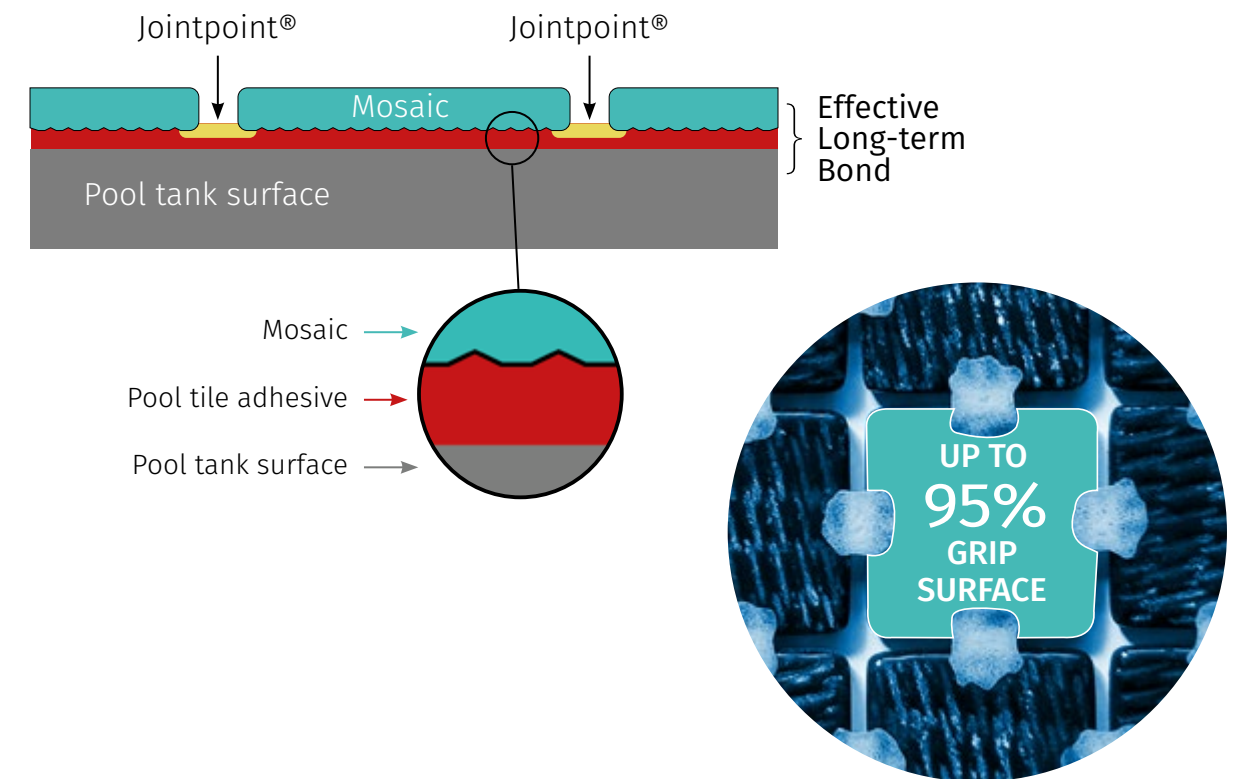 Jointpoint®
Jointpoint®
Mosaic
Effective
Long-term
Bond
Pool tank surface
Mosaic
Pool tile adhesive
Pool tank surface
UP TO
95%
GRIP
SURFACE